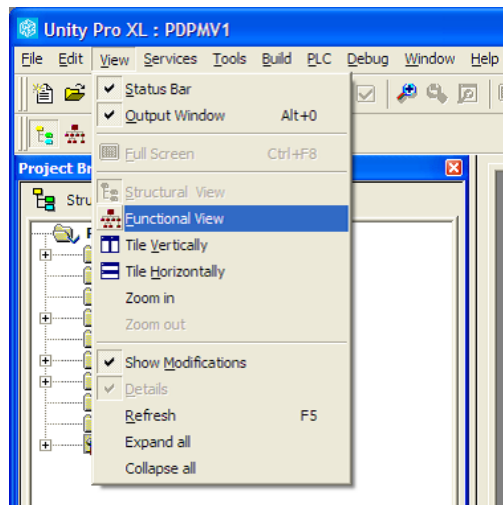 Unity Pro XL : PDPMV1
File Edit View Services Tools Build PLC Debug Window Help
Status Bar
Output Window Alt+0
Full Screen Ctrl+F8
Project Br
Structural View
Stru
Functional View
Tile Vertically
Tile Horizontally
Zoom in
Zoom out
Show Modifications
Details
Refresh F5
Expand all
Collapse all